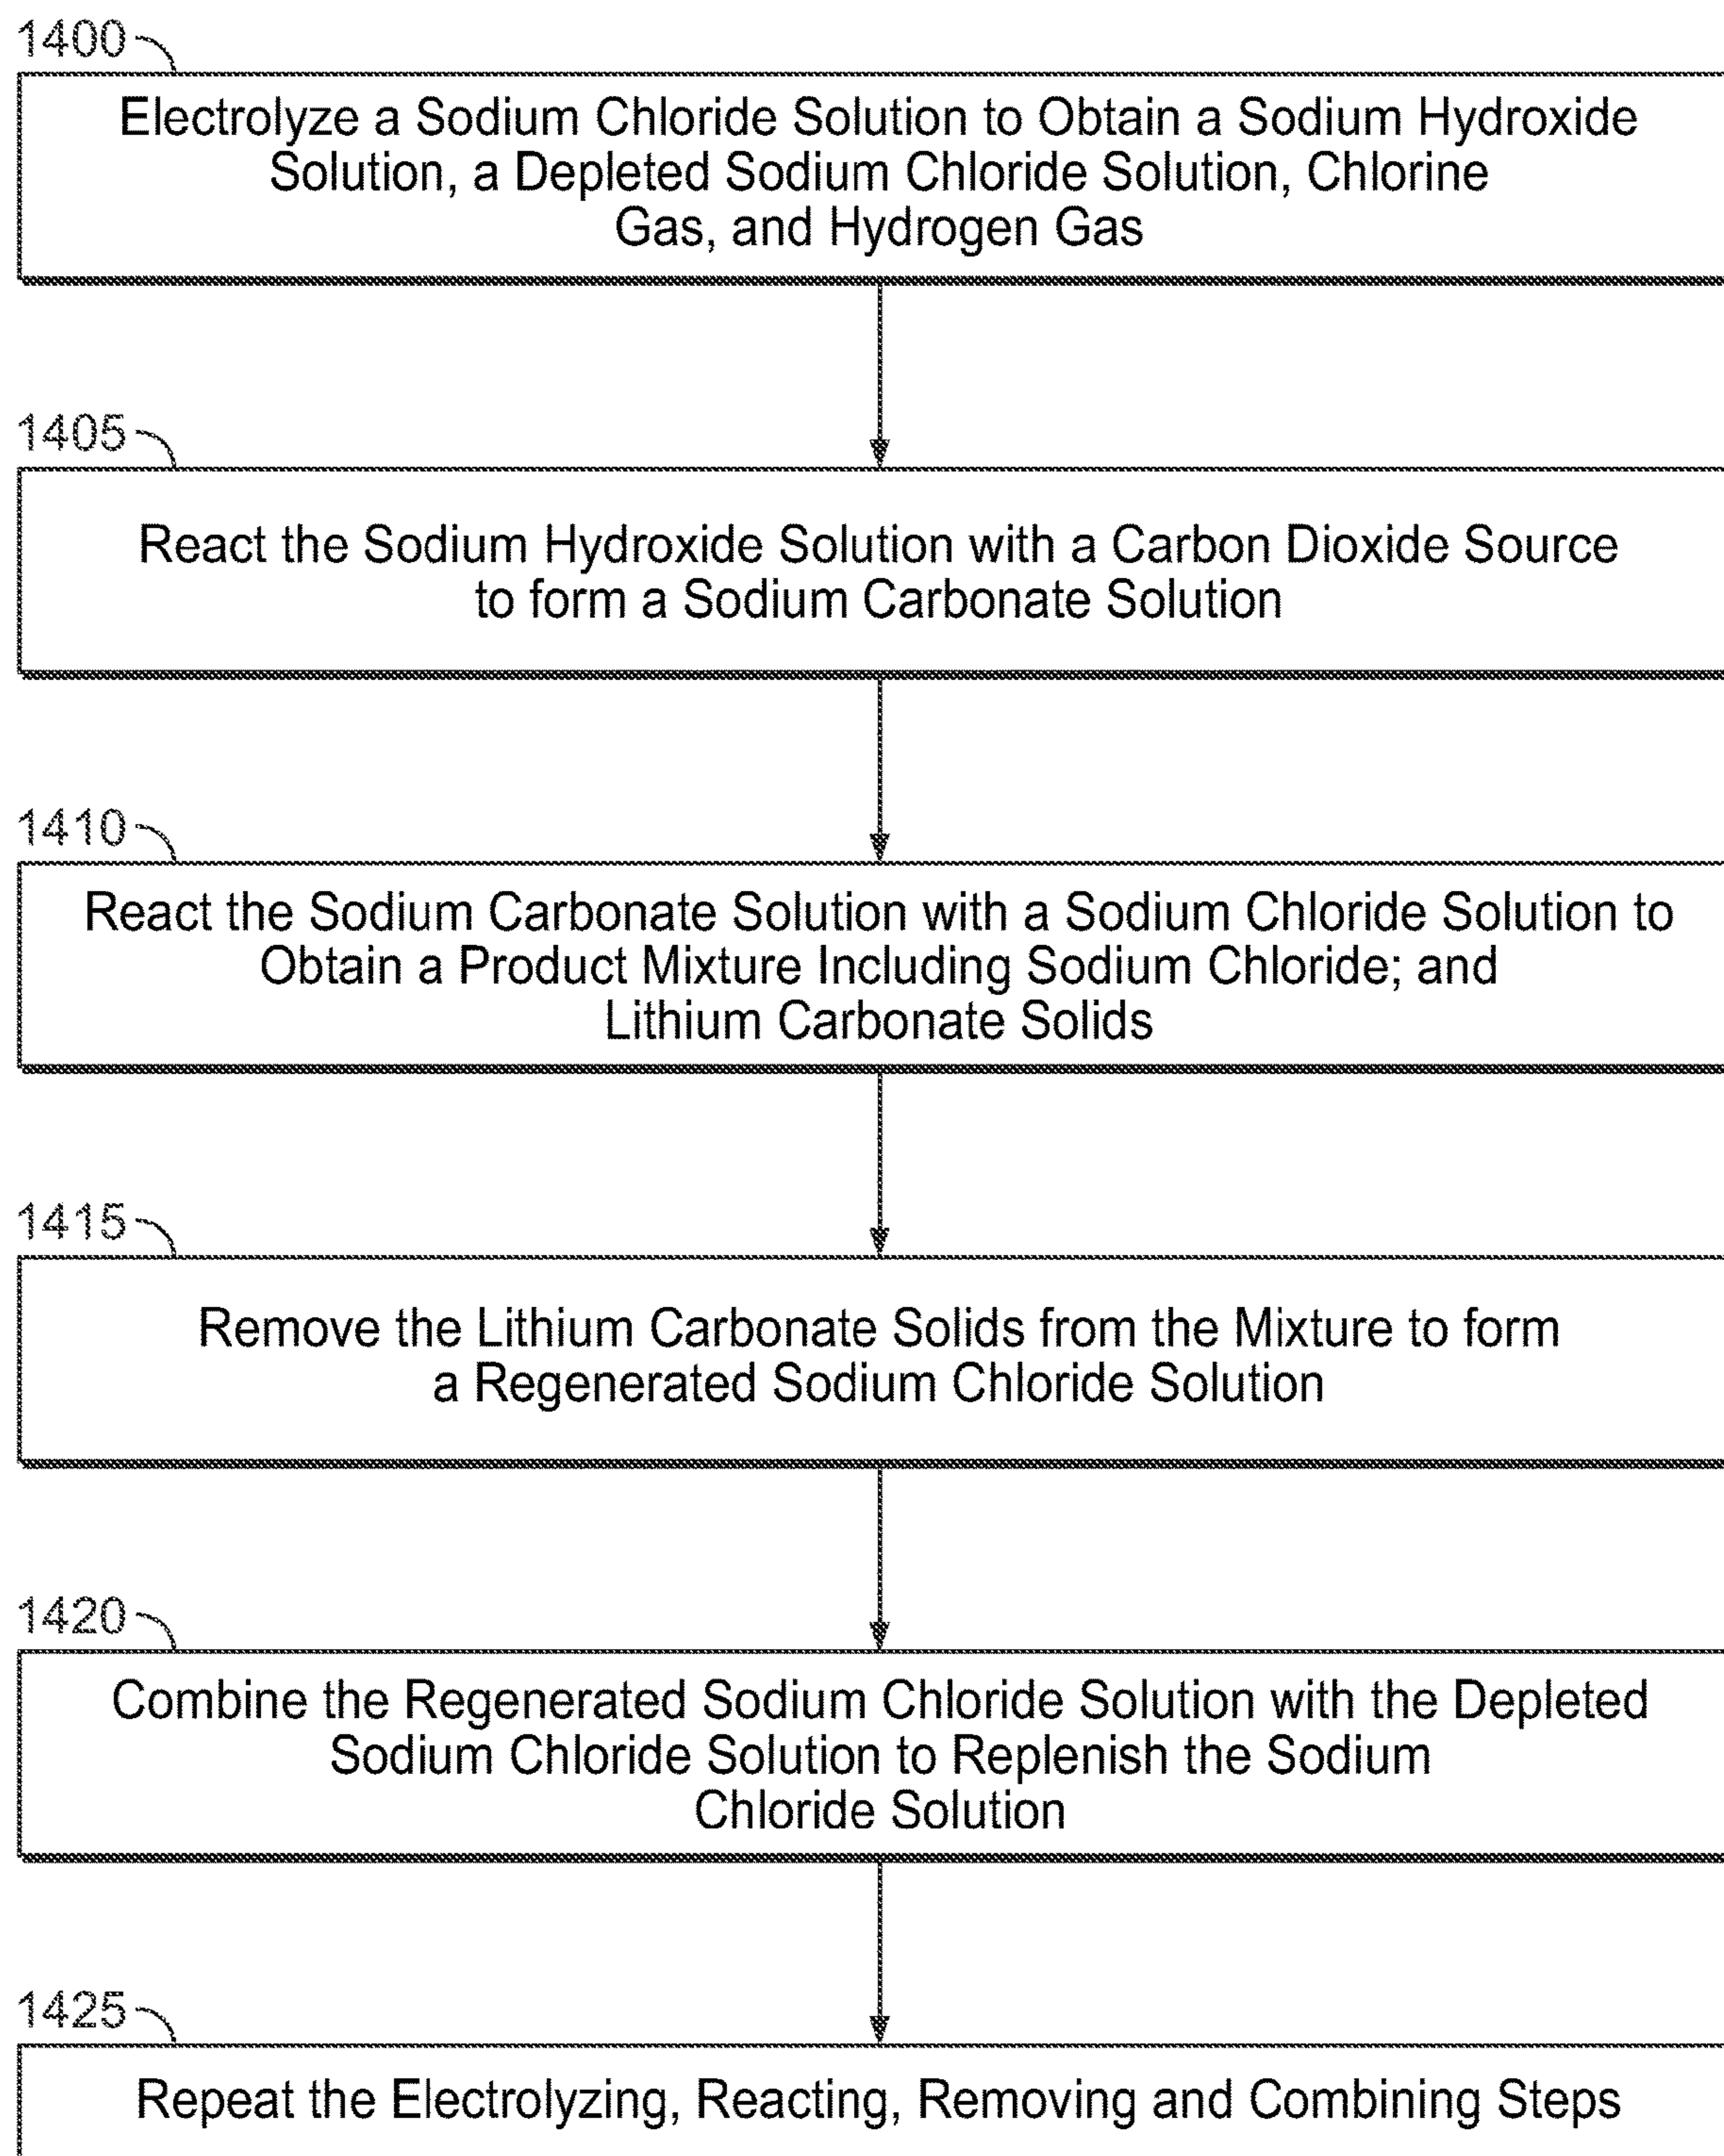 1400
Electrolyze a Sodium Chloride Solution to Obtain a Sodium Hydroxide
Solution, a Depleted Sodium Chloride Solution, Chlorine
Gas, and Hydrogen Gas
1405
React the Sodium Hydroxide Solution with a Carbon Dioxide Source
to form a Sodium Carbonate Solution
1410
React the Sodium Carbonate Solution with a Sodium Chloride Solution to
Obtain a Product Mixture Including Sodium Chloride; and
Lithium Carbonate Solids
1415
Remove the Lithium Carbonate Solids from the Mixture to form
a Regenerated Sodium Chloride Solution
1420
Combine the Regenerated Sodium Chloride Solution with the Depleted
Sodium Chloride Solution to Replenish the Sodium
Chloride Solution
1425
Repeat the Electrolyzing, Reacting, Removing and Combining Steps